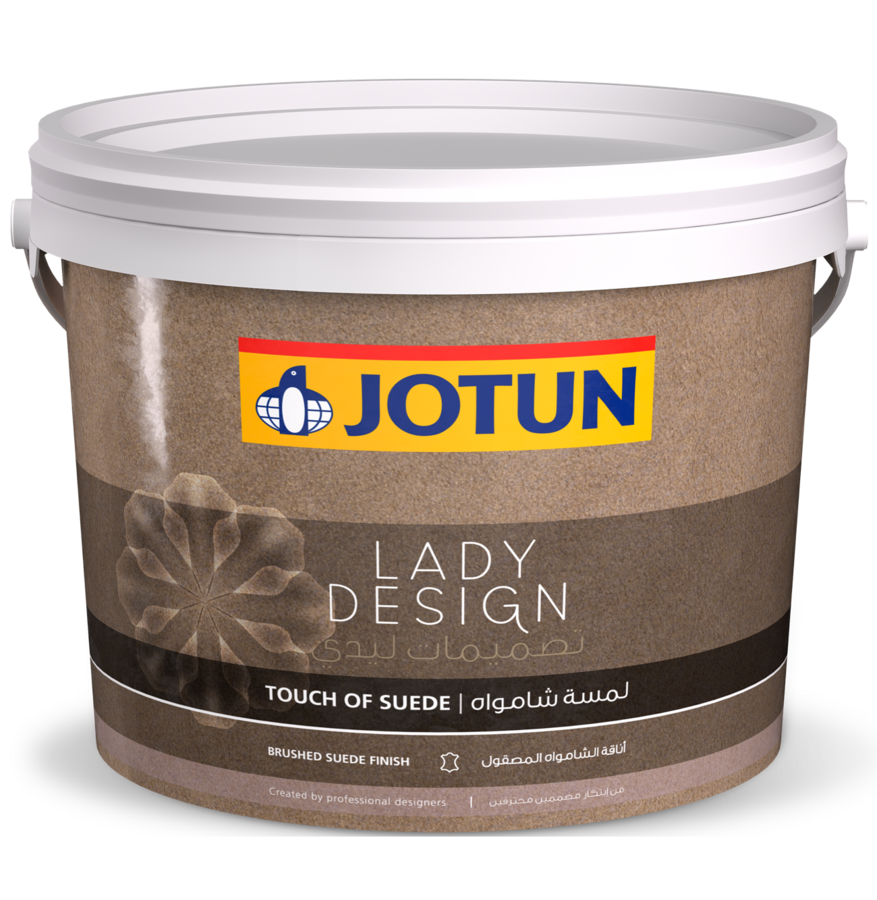 JOTUN
LADY
DESIGN
تصميمات ليدي
TOUCH OF SUEDE | لمسة شامواه
BRUSHED SUEDE FINISH أناقة الشامواه المصقول
Created by professional designers | من إبتكار مصممين محترفين